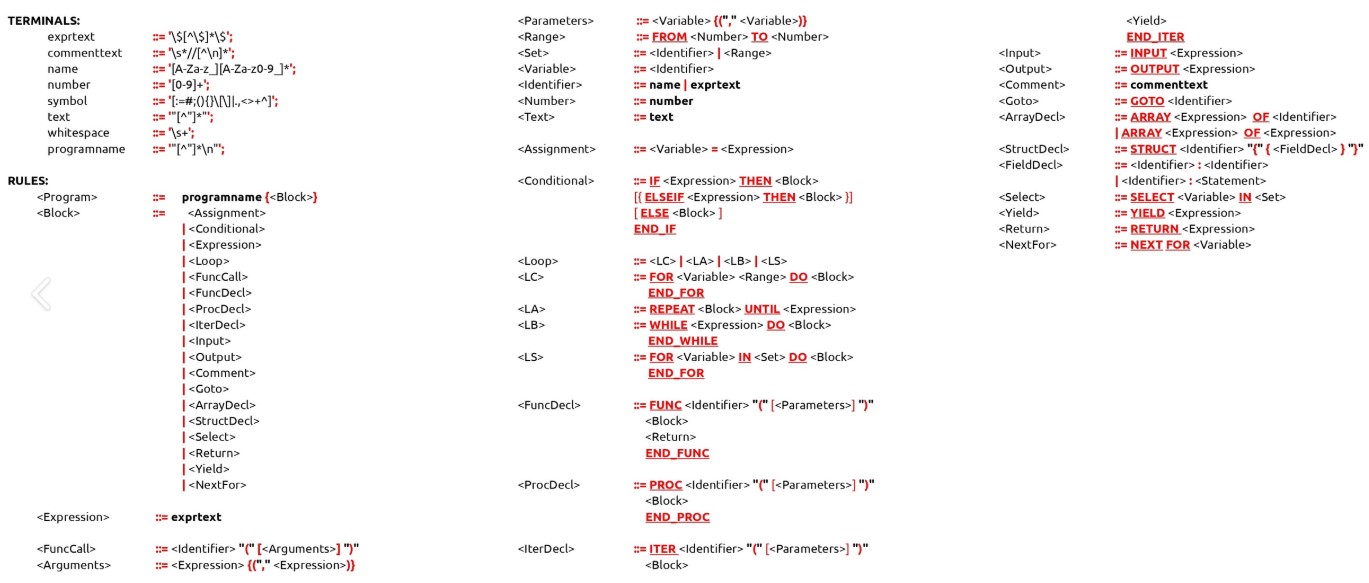 TERMINALS:
exprtext ::= '\$[^\$]*\$';
commenttext ::= '\s*//[^\n]*';
name ::= '[A-Za-z_][A-Za-z0-9_]*';
number ::= '[0-9]+';
symbol ::= '[:=#;(){}\[\]|.,<>+^]';
text ::= '"[^"]*"';
whitespace ::= '\s+';
programname ::= '"[^"]*\n"';
RULES:
<Program> ::= programname {<Block>}
<Block> ::= <Assignment>
| <Conditional>
| <Expression>
| <Loop>
| <FuncCall>
| <FuncDecl>
| <ProcDecl>
| <IterDecl>
| <Input>
| <Output>
| <Comment>
| <Goto>
| <ArrayDecl>
| <StructDecl>
| <Select>
| <Return>
| <Yield>
| <NextFor>
<Expression> ::= exprtext
<FuncCall> ::= <Identifier> "(" [<Arguments>] ")"
<Arguments> ::= <Expression> {("," <Expression>)}
<Parameters> ::= <Variable> {("," <Variable>)}
<Range> ::= FROM <Number> TO <Number>
<Set> ::= <Identifier> | <Range>
<Variable> ::= <Identifier>
<Identifier> ::= name | exprtext
<Number> ::= number
<Text> ::= text
<Assignment> ::= <Variable> = <Expression>
<Conditional> ::= IF <Expression> THEN <Block>
[{ ELSEIF <Expression> THEN <Block> }]
[ ELSE <Block> ]
END_IF
<Loop> ::= <LC> | <LA> | <LB> | <LS>
<LC> ::= FOR <Variable> <Range> DO <Block>
END_FOR
<LA> ::= REPEAT <Block> UNTIL <Expression>
<LB> ::= WHILE <Expression> DO <Block>
END_WHILE
<LS> ::= FOR <Variable> IN <Set> DO <Block>
END_FOR
<FuncDecl> ::= FUNC <Identifier> "(" [<Parameters>] ")"
<Block>
<Return>
END_FUNC
<ProcDecl> ::= PROC <Identifier> "(" [<Parameters>] ")"
<Block>
END_PROC
<IterDecl> ::= ITER <Identifier> "(" [<Parameters>] ")"
<Block>
<Yield>
END_ITER
<Input> ::= INPUT <Expression>
<Output> ::= OUTPUT <Expression>
<Comment> ::= commenttext
<Goto> ::= GOTO <Identifier>
<ArrayDecl> ::= ARRAY <Expression> OF <Identifier>
| ARRAY <Expression> OF <Expression>
<StructDecl> ::= STRUCT <Identifier> "{" { <FieldDecl> } "}"
<FieldDecl> ::= <Identifier> : <Identifier>
| <Identifier> : <Statement>
<Select> ::= SELECT <Variable> IN <Set>
<Yield> ::= YIELD <Expression>
<Return> ::= RETURN <Expression>
<NextFor> ::= NEXT FOR <Variable>